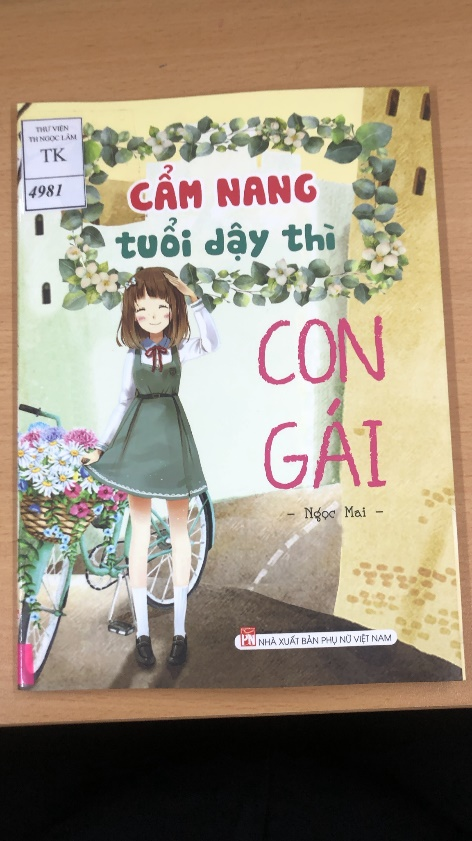 THƯ VIỆN
TH NGỌC LÂM
TK
4981
CẨM NANG
tuổi dậy thì
CON
GÁI
- Ngọc Mai -
PN NHÀ XUẤT BẢN PHỤ NỮ VIỆT NAM